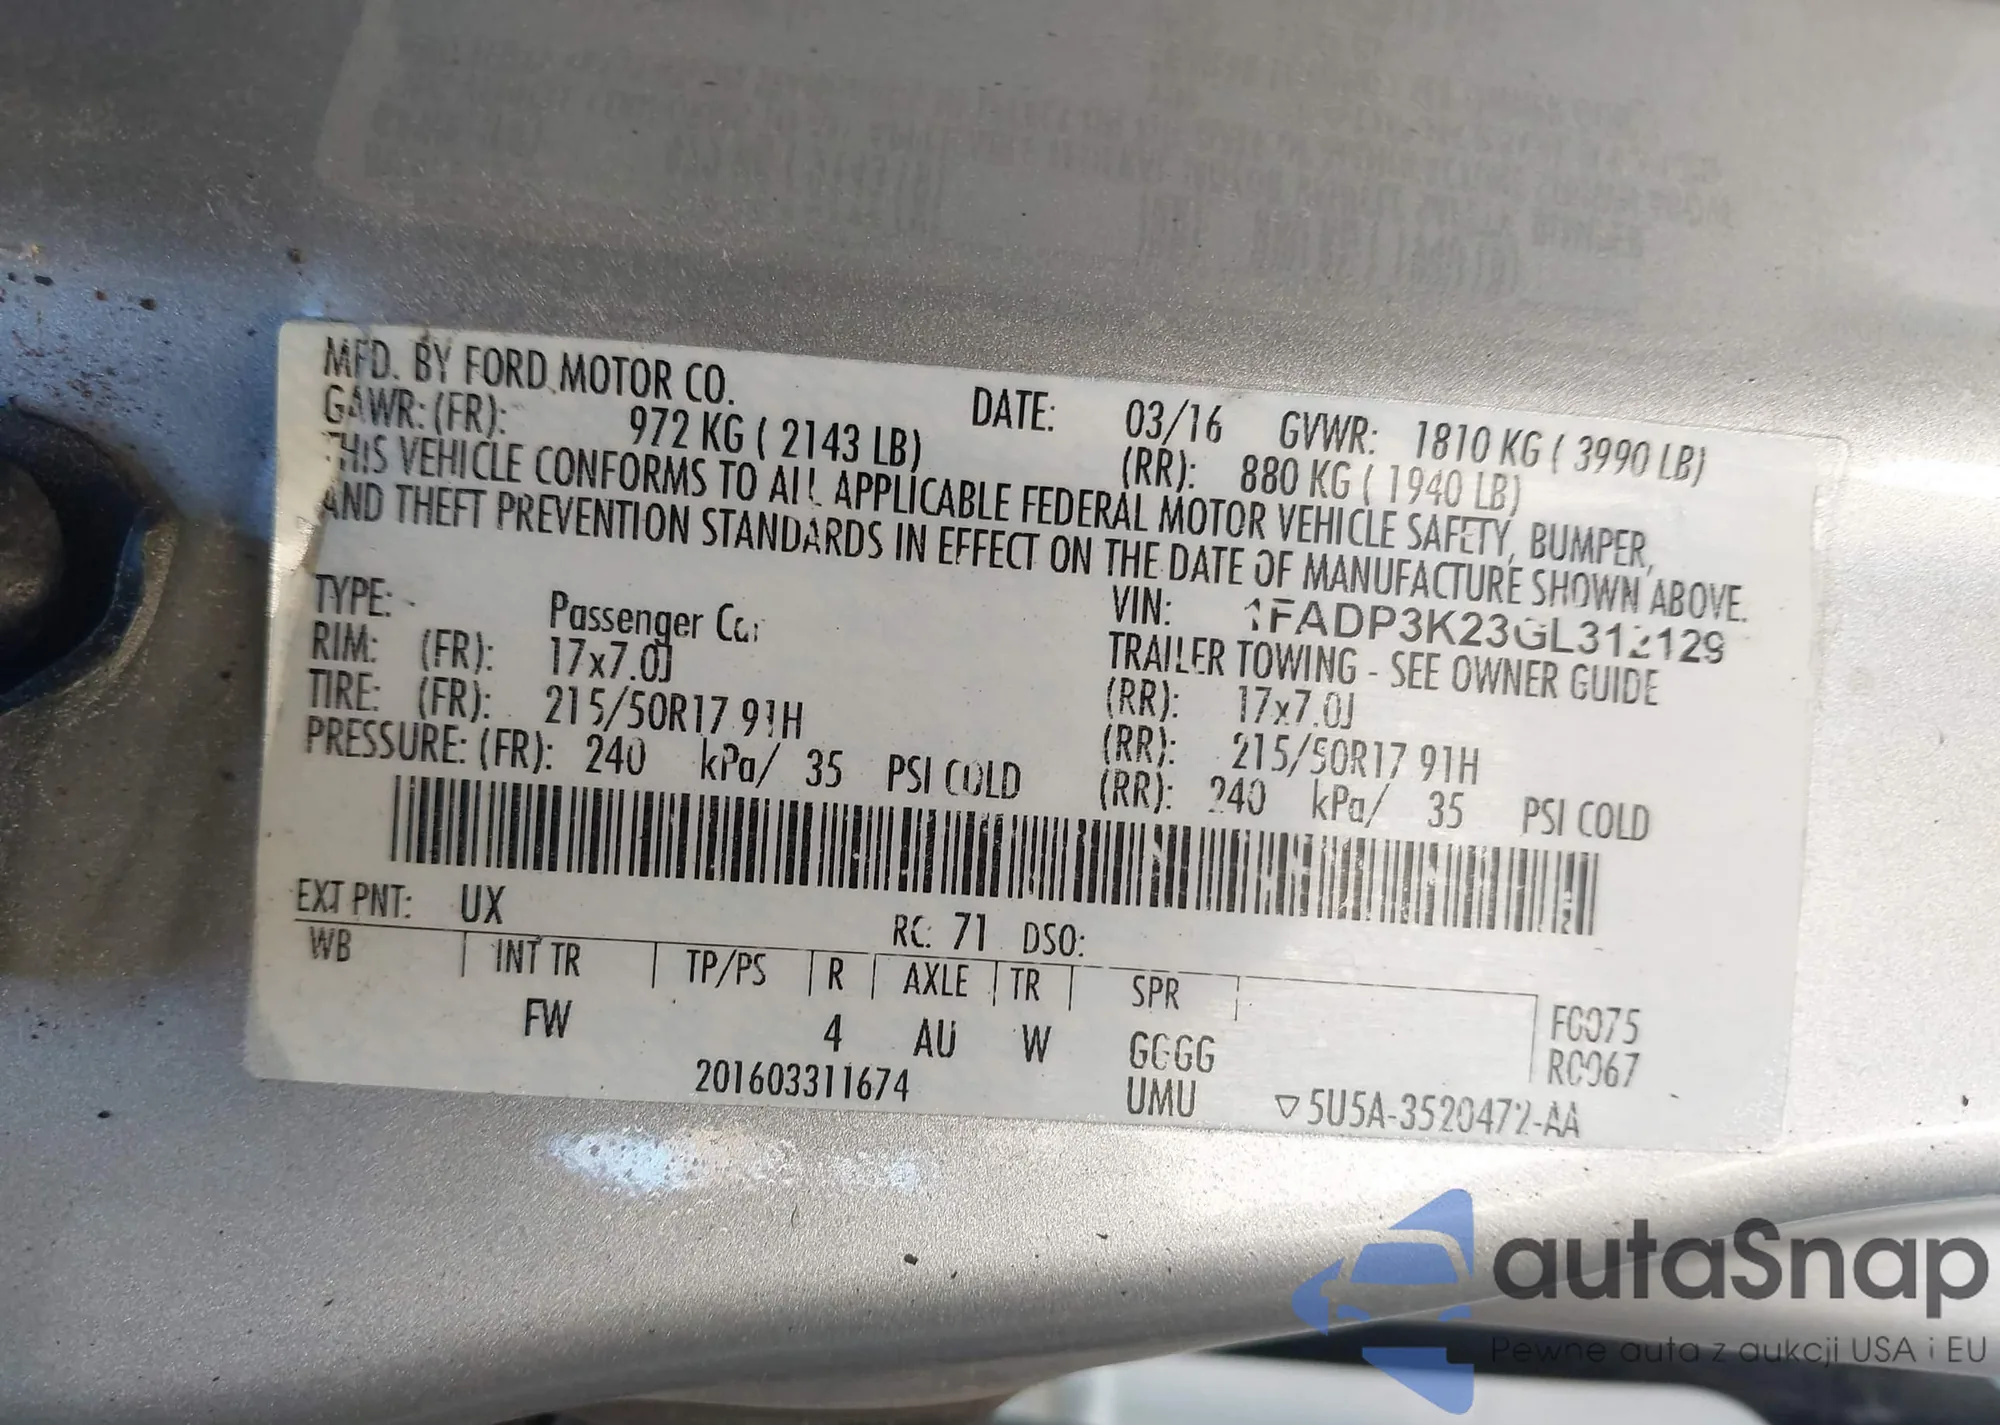 MFD. BY FORD MOTOR CO. DATE: 03/16 GVWR: 1810 KG ( 3990 LB)
GAWR: (FR): 972 KG ( 2143 LB) (RR): 880 KG ( 1940 LB)
THIS VEHICLE CONFORMS TO ALL APPLICABLE FEDERAL MOTOR VEHICLE SAFETY, BUMPER,
AND THEFT PREVENTION STANDARDS IN EFFECT ON THE DATE OF MANUFACTURE SHOWN ABOVE.
VIN: 1FADP3K23GL312129
TYPE: Passenger Car TRAILER TOWING - SEE OWNER GUIDE
RIM: (FR): 17x7.0J (RR): 17x7.0J
TIRE: (FR): 215/50R17 91H (RR): 215/50R17 91H
PRESSURE: (FR): 240 kPa/ 35 PSI COLD (RR): 240 kPa/ 35 PSI COLD
EXT PNT: UX RC: 71 DSO:
WB INT TR TP/PS R AXLE TR SPR
FC075
FW 4 AU W GGGG
RC067
201603311674 UMU ▽5U5A-3520472-AA
autaSnap
Pewne auta z aukcji USA i EU